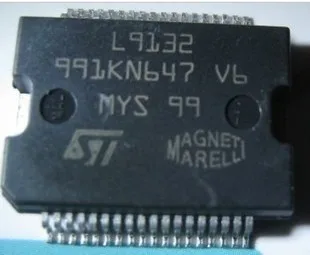 L9132
991KN647 V6
MYS 99
ST
MAGNETI
MARELLI